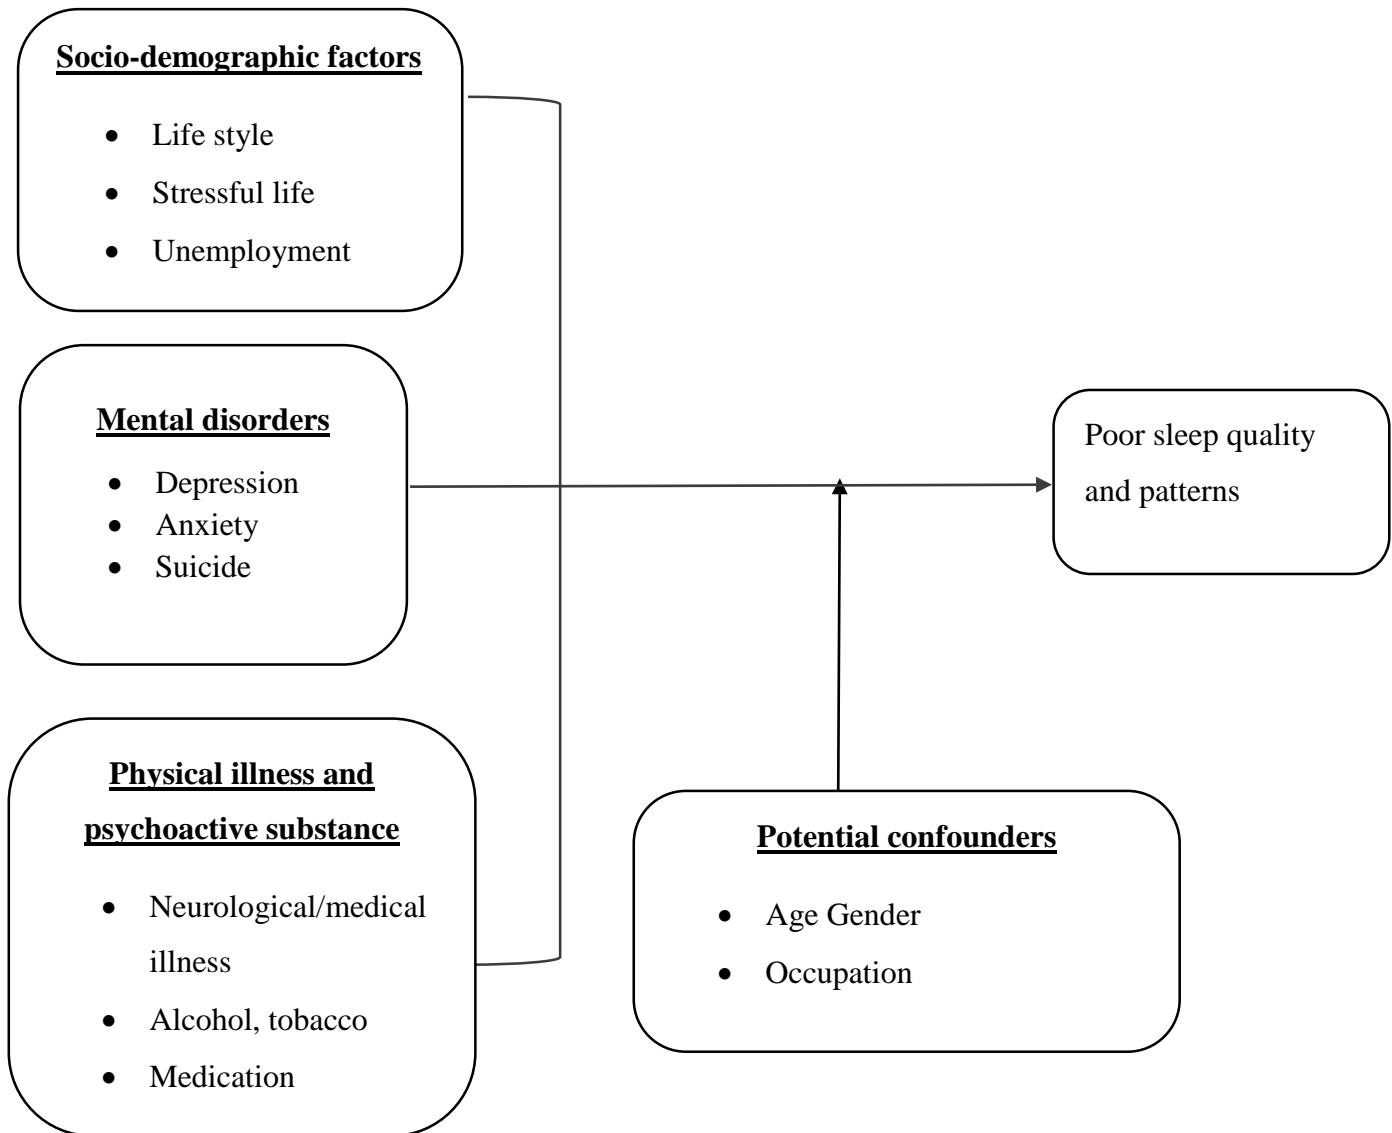 Socio-demographic factors
• Life style
• Stressful life
• Unemployment
Mental disorders
• Depression
• Anxiety
• Suicide
Physical illness and
psychoactive substance
• Neurological/medical
illness
• Alcohol, tobacco
• Medication
Poor sleep quality
and patterns
Potential confounders
• Age Gender
• Occupation